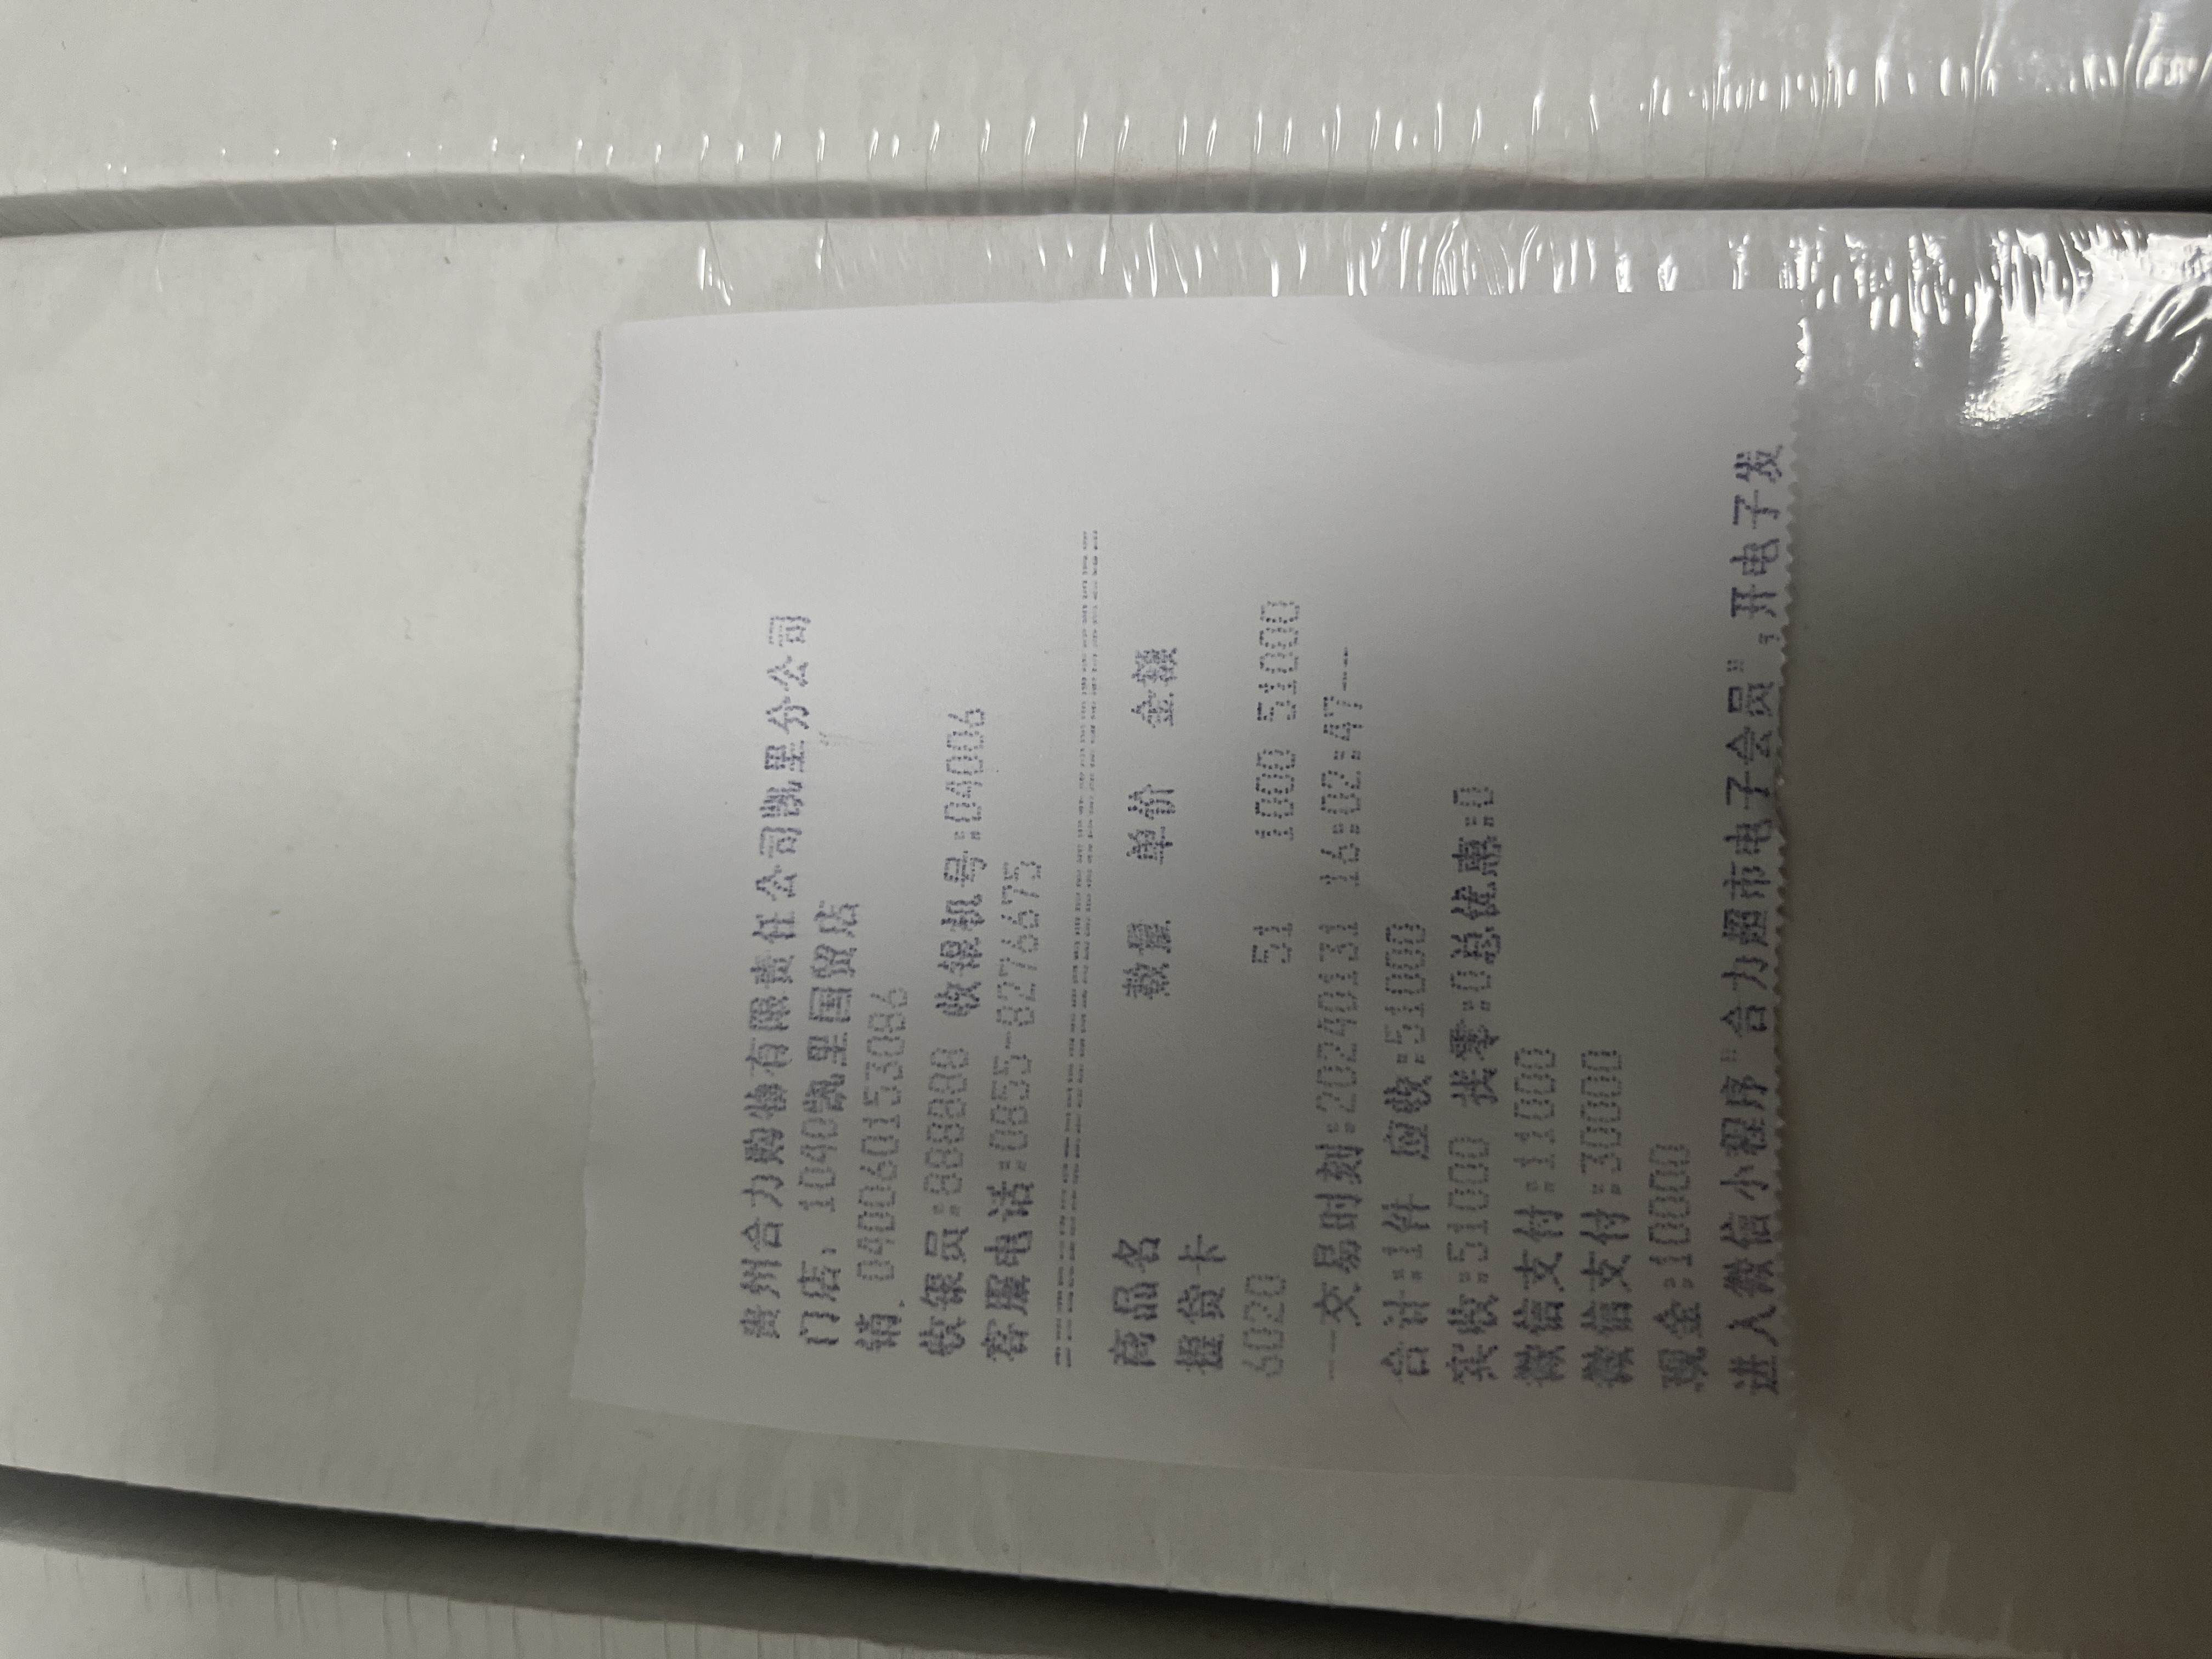 贵州合力购物有限责任公司凯里分公司
门店: 1040凯里国贸店
销 040060153086
收银员:888888 收银机号:04006
客服电话:0855-8276675
================================
商品名 数量 单价 金额
提货卡
6020 51 1000 51000
---交易时刻:20240131 16:02:47---
合计:1件 应收:51000
实收:51000 找零:0总优惠:0
微信支付:11000
微信支付:30000
现金:10000
进入微信小程序"合力超市电子会员",开电子发